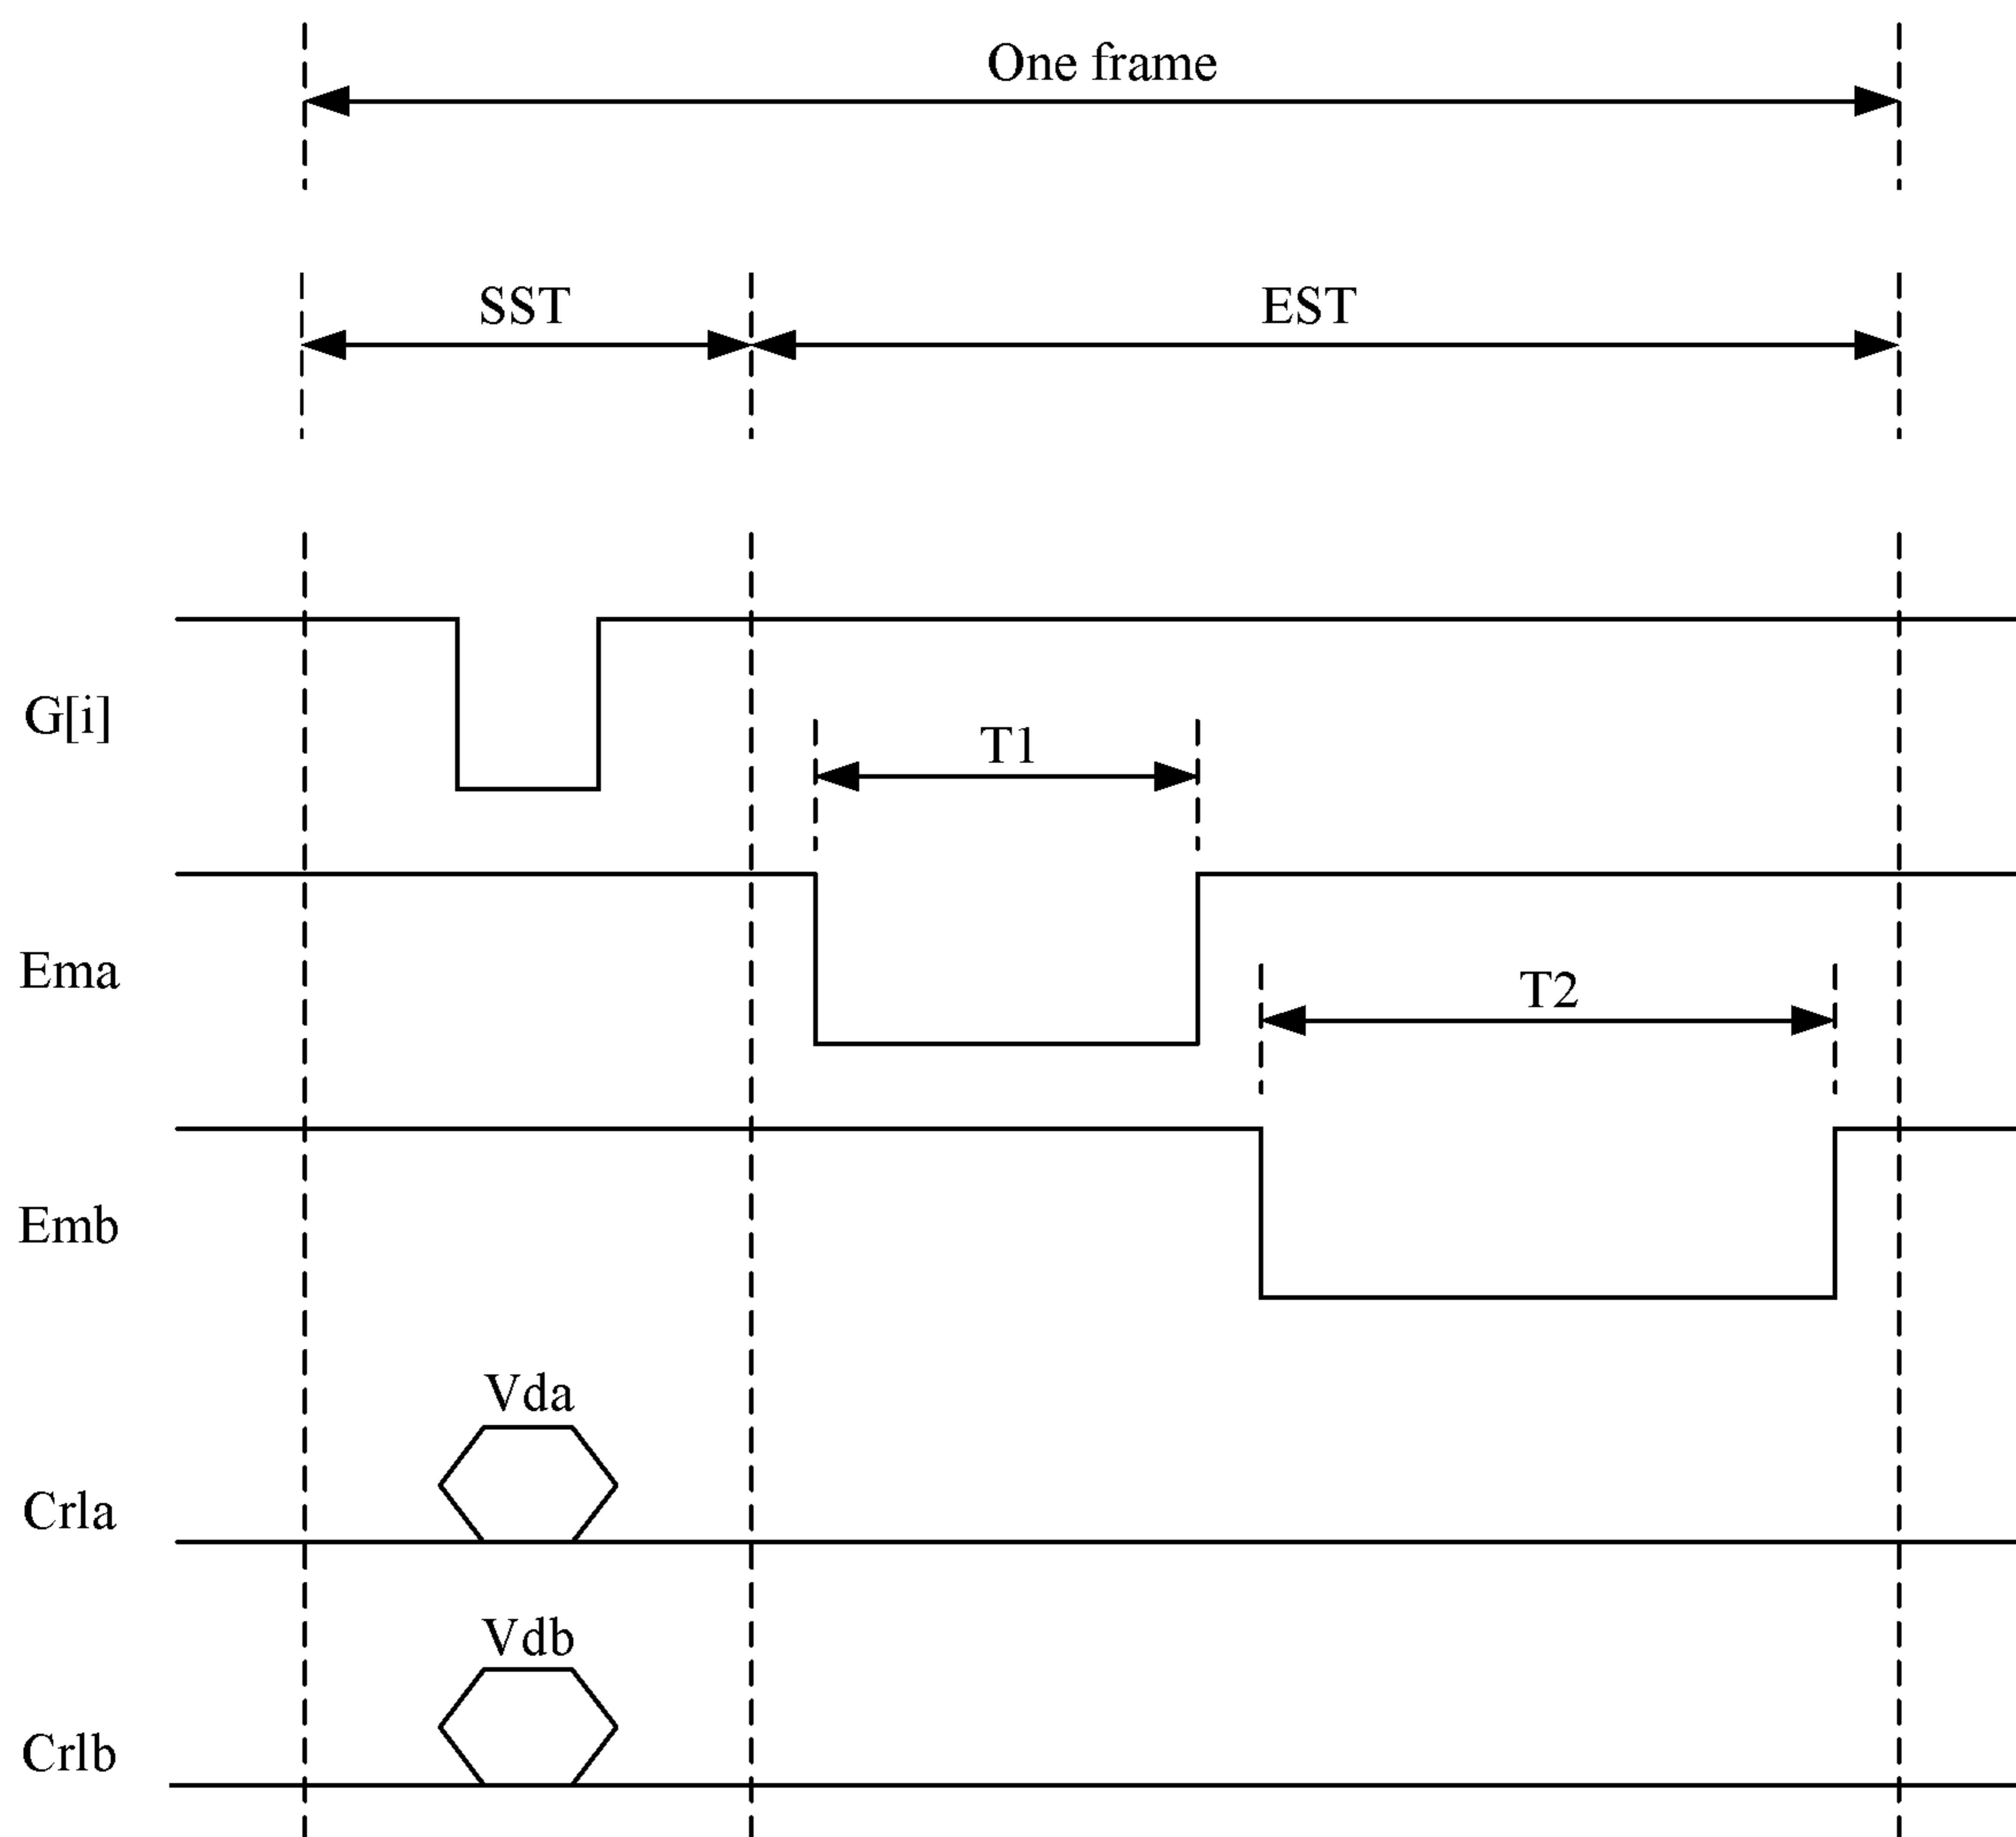 One frame
SST
EST
G[i]
T1
Ema
T2
Emb
Vda
Crla
Vdb
Crlb